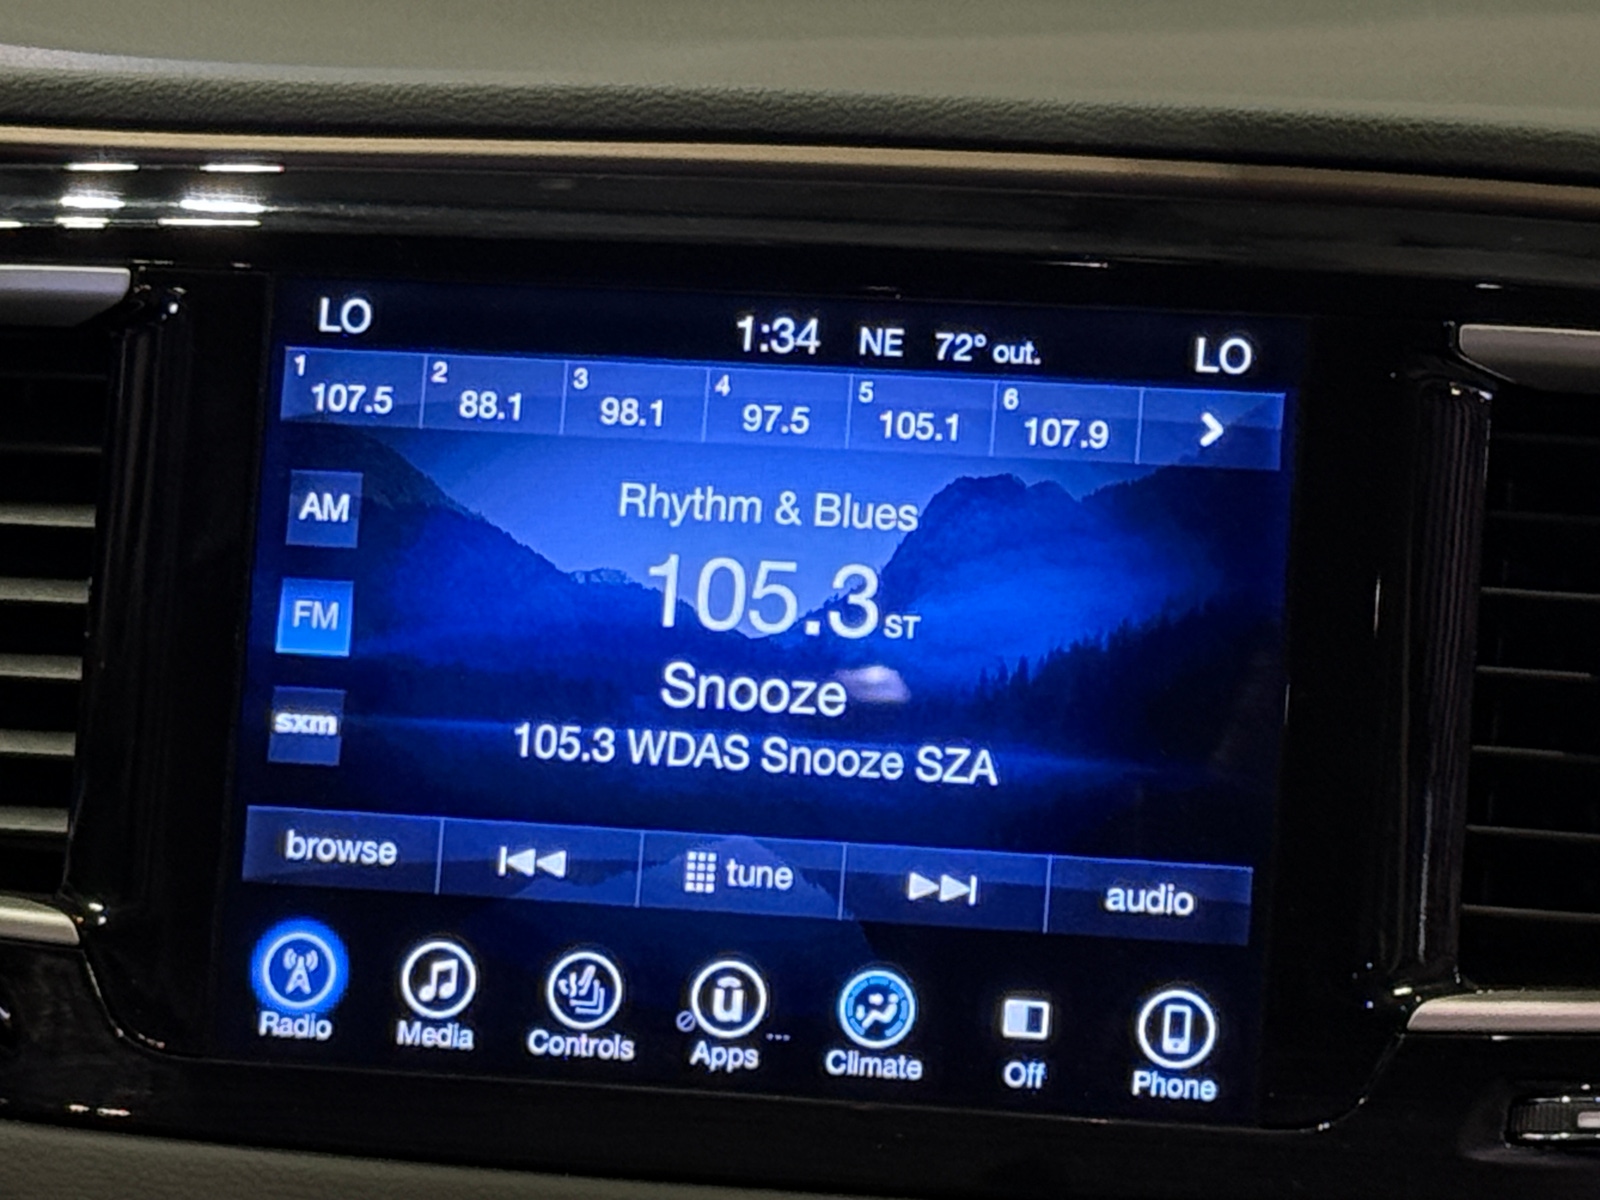 LO 1:34 NE 72° out. LO
1 107.5 2 88.1 3 98.1 4 97.5 5 105.1 6 107.9
Rhythm & Blues
AM
105.3 ST
FM
Snooze
sxm
105.3 WDAS Snooze SZA
browse tune audio
Radio Media Controls Apps Climate Off Phone